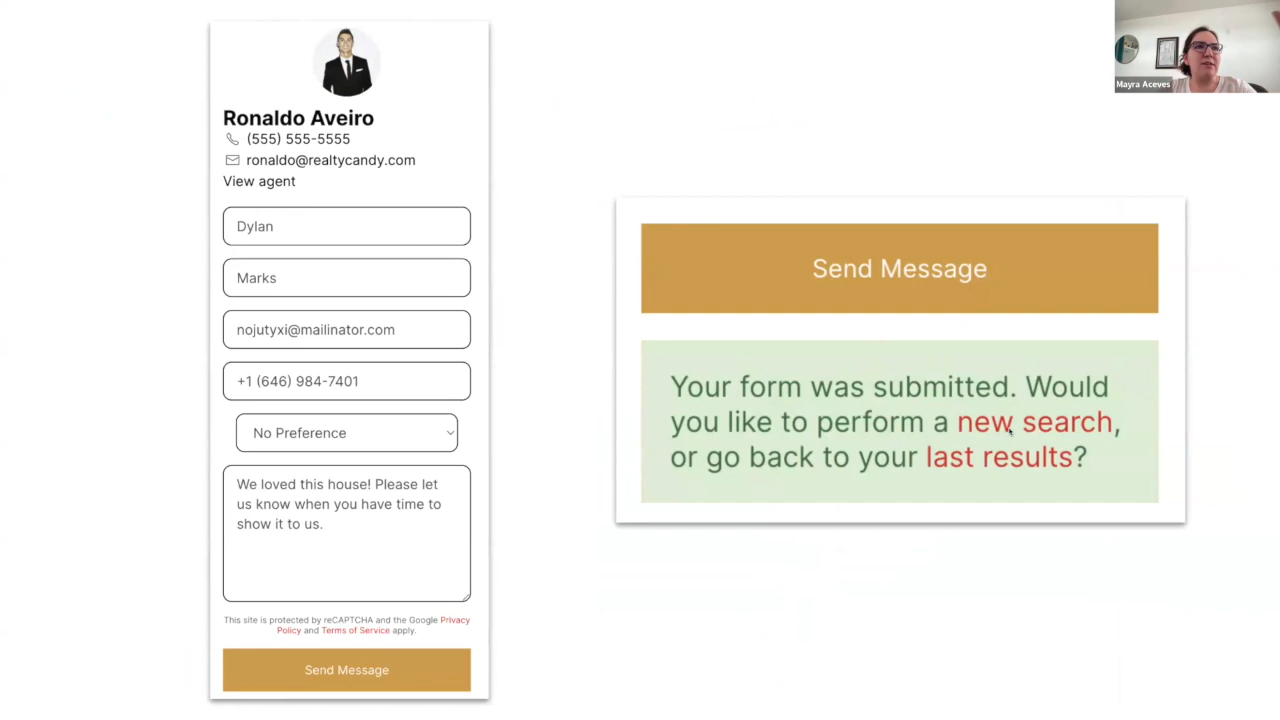 Ronaldo Aveiro
(555) 555-5555
ronaldo@realtycandy.com
View agent
Dylan
Marks
nojutyxi@mailinator.com
+1 (646) 984-7401
No Preference
We loved this house! Please let
us know when you have time to
show it to us.
This site is protected by reCAPTCHA and the Google Privacy
Policy and Terms of Service apply.
Send Message
Send Message
Your form was submitted. Would
you like to perform a new search,
or go back to your last results?
Mayra Aceves